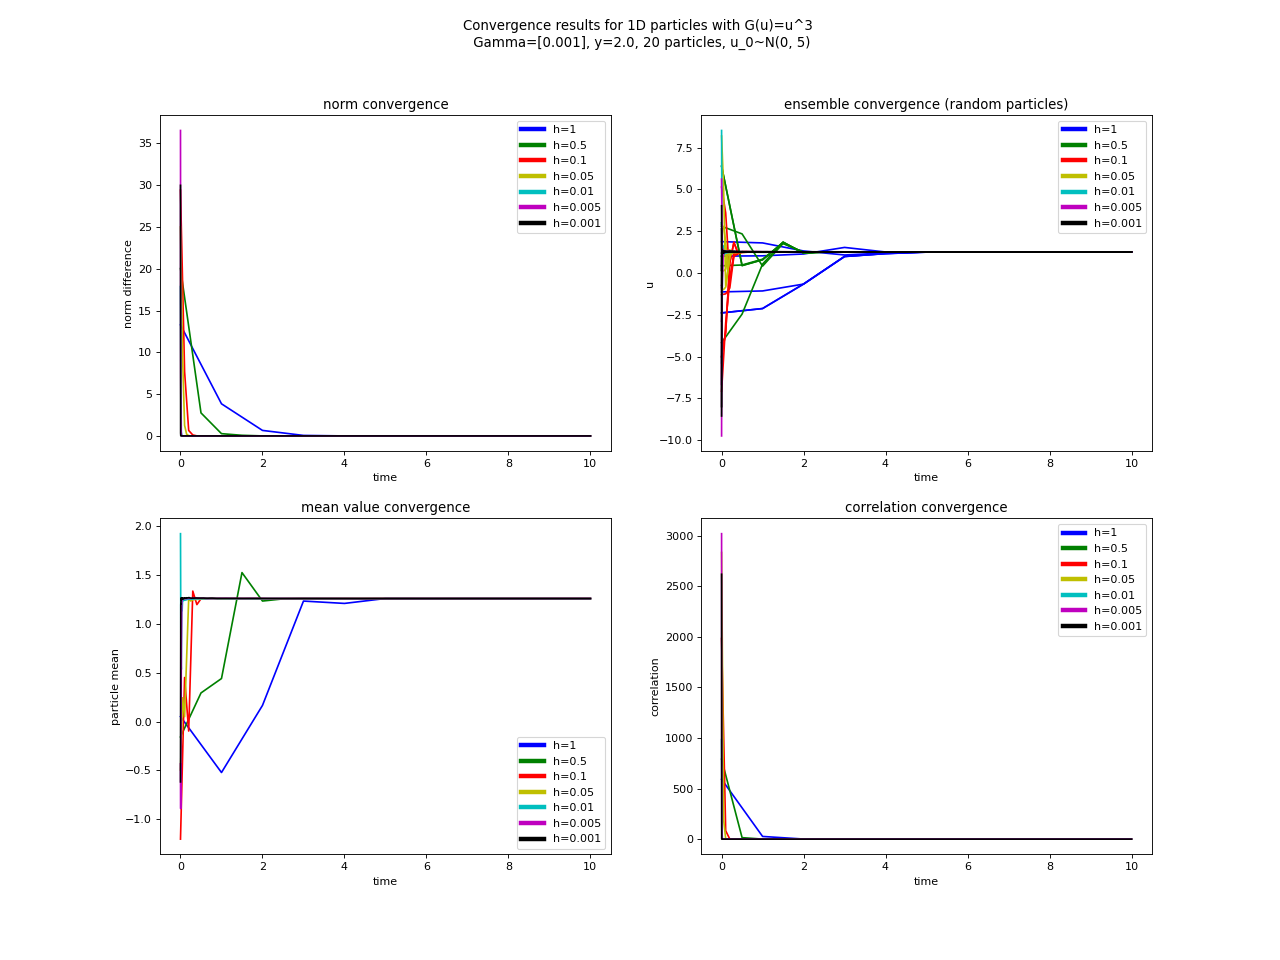 Convergence results for 1D particles with G(u)=u^3
Gamma=[0.001], y=2.0, 20 particles, u_0~N(0, 5)
norm convergence
35
30
25
20
15
10
5
0
norm difference
0 2 4 6 8 10
time
h=1
h=0.5
h=0.1
h=0.05
h=0.01
h=0.005
h=0.001
ensemble convergence (random particles)
7.5
5.0
2.5
0.0
−2.5
−5.0
−7.5
−10.0
u
0 2 4 6 8 10
time
h=1
h=0.5
h=0.1
h=0.05
h=0.01
h=0.005
h=0.001
mean value convergence
2.0
1.5
1.0
0.5
0.0
−0.5
−1.0
particle mean
0 2 4 6 8 10
time
h=1
h=0.5
h=0.1
h=0.05
h=0.01
h=0.005
h=0.001
correlation convergence
3000
2500
2000
1500
1000
500
0
correlation
0 2 4 6 8 10
time
h=1
h=0.5
h=0.1
h=0.05
h=0.01
h=0.005
h=0.001